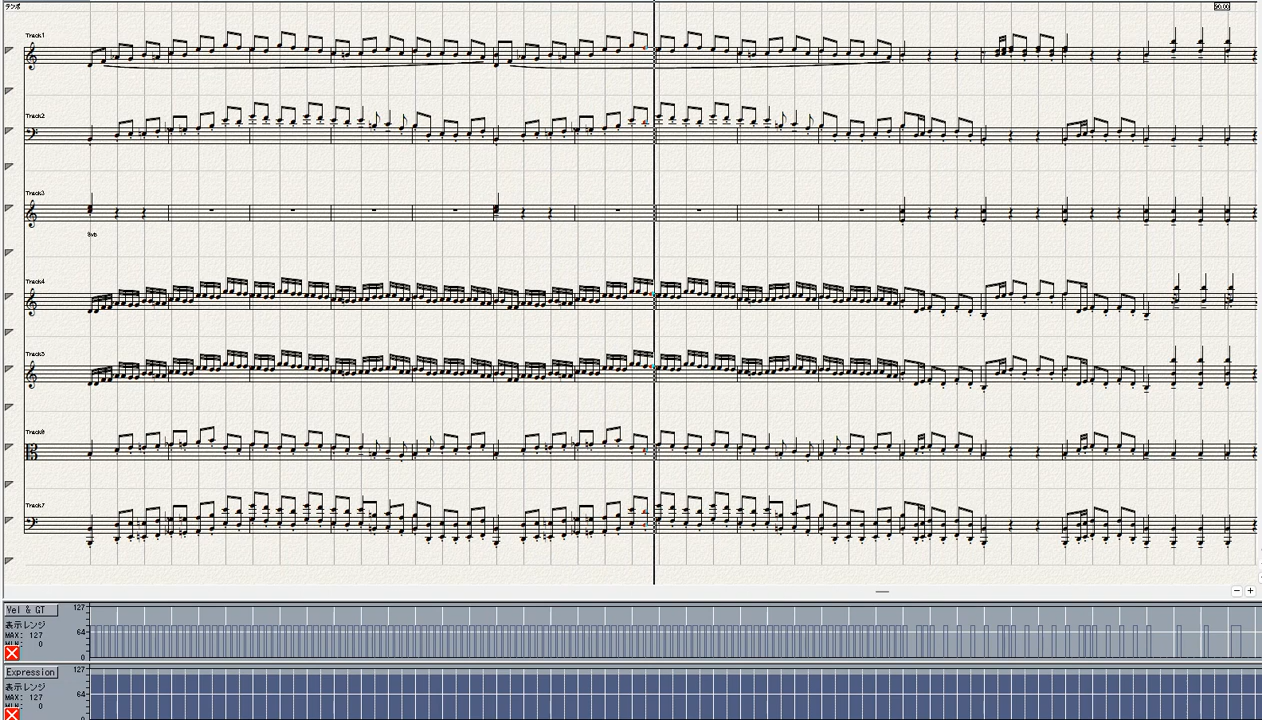 テンポ
90.00
Track1
Track2
Track3
8vb
Track4
Track5
Track6
Track7
Vel & GT
127
表示レンジ
64
MAX: 127
MIN: 0
0
Expression
127
表示レンジ
64
MAX: 127
MIN: 0
0